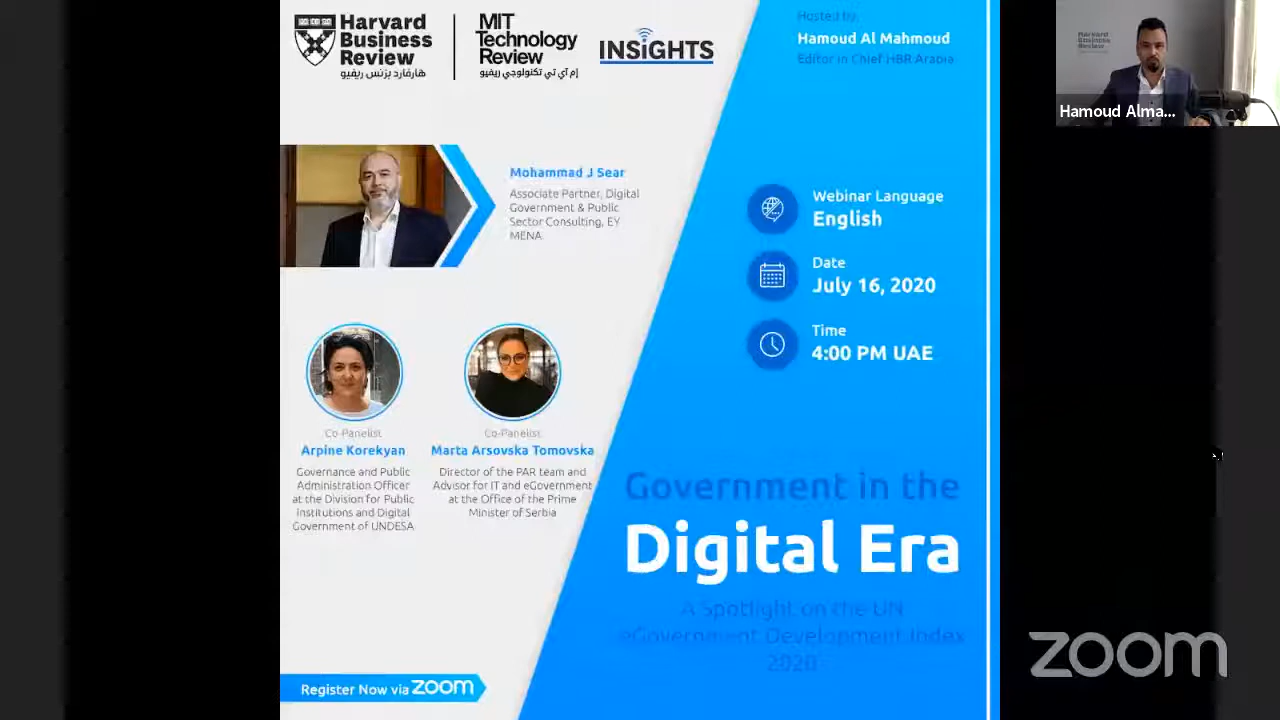 Harvard
Business
Review
هارفارد بزنس ريفيو
MIT
Technology
Review
إم آي تي تكنولوجي ريفيو
INSIGHTS
Hosted by:
Hamoud Al Mahmoud
Editor in Chief HBR Arabia
Harvard
Business
Review
Hamoud Alma...
Mohammad J Sear
Associate Partner, Digital
Government & Public
Sector Consulting, EY
MENA
Webinar Language
English
Date
July 16, 2020
Time
4:00 PM UAE
Co-Panelist
Arpine Korekyan
Governance and Public
Administration Officer
at the Division for Public
Institutions and Digital
Government of UNDESA
Co-Panelist
Marta Arsovska Tomovska
Director of the PAR team and
Advisor for IT and eGovernment
at the Office of the Prime
Minister of Serbia
Government in the
Digital Era
A Spotlight on the UN
eGovernment Development Index
2020
Register Now via zoom
zoom